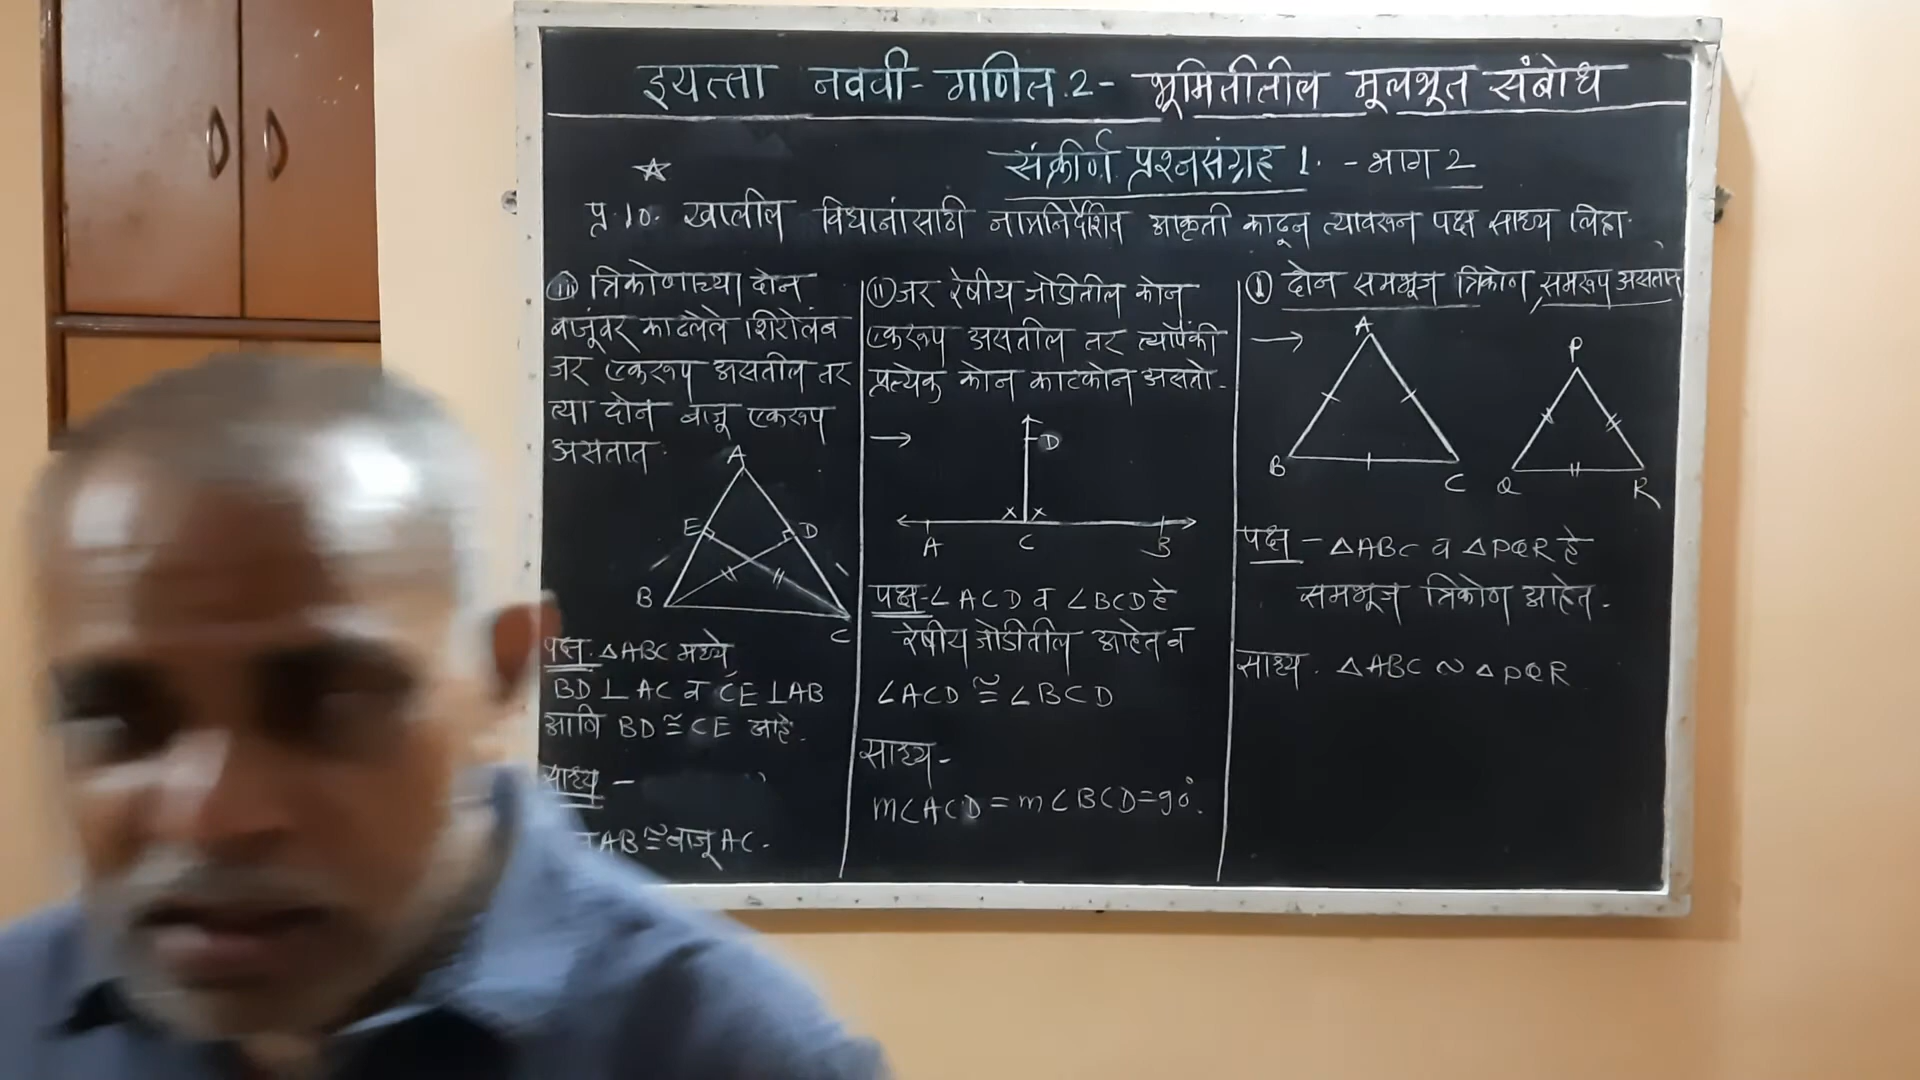 इयत्ता नववी - गणित.2 - भूमितीतील मूलभूत संबोध
संकीर्ण प्रश्नसंग्रह 1. - भाग 2
प्र.10. खालील विधानांसाठी नामनिर्देशित आकृती काढून त्यावरून पक्ष साध्य लिहा.
(iii) त्रिकोणाच्या दोन
बाजूंवर काढलेले शिरोलंब
जर एकरूप असतील तर
त्या दोन बाजू एकरूप
असतात.
A
E D
B
C
पक्ष. △ABC मध्ये
BD ⊥ AC व CE ⊥ AB
आणि BD ≅ CE आहे.
साध्य -
AB ≅ बाजू AC.
(ii) जर रेषीय जोडीतील कोन
एकरूप असतील तर त्यांपैकी
प्रत्येक कोन काटकोन असतो.
→ D
x x
A C B
पक्ष - ∠ACD व ∠BCD हे
रेषीय जोडीतील आहेत व
∠ACD ≅ ∠BCD
साध्य -
m∠ACD = m∠BCD = 90°.
(i) दोन समभूज त्रिकोण समरूप असतात
→ A P
B C Q R
पक्ष - △ABC व △PQR हे
समभूज त्रिकोण आहेत.
साध्य. △ABC ~ △PQR